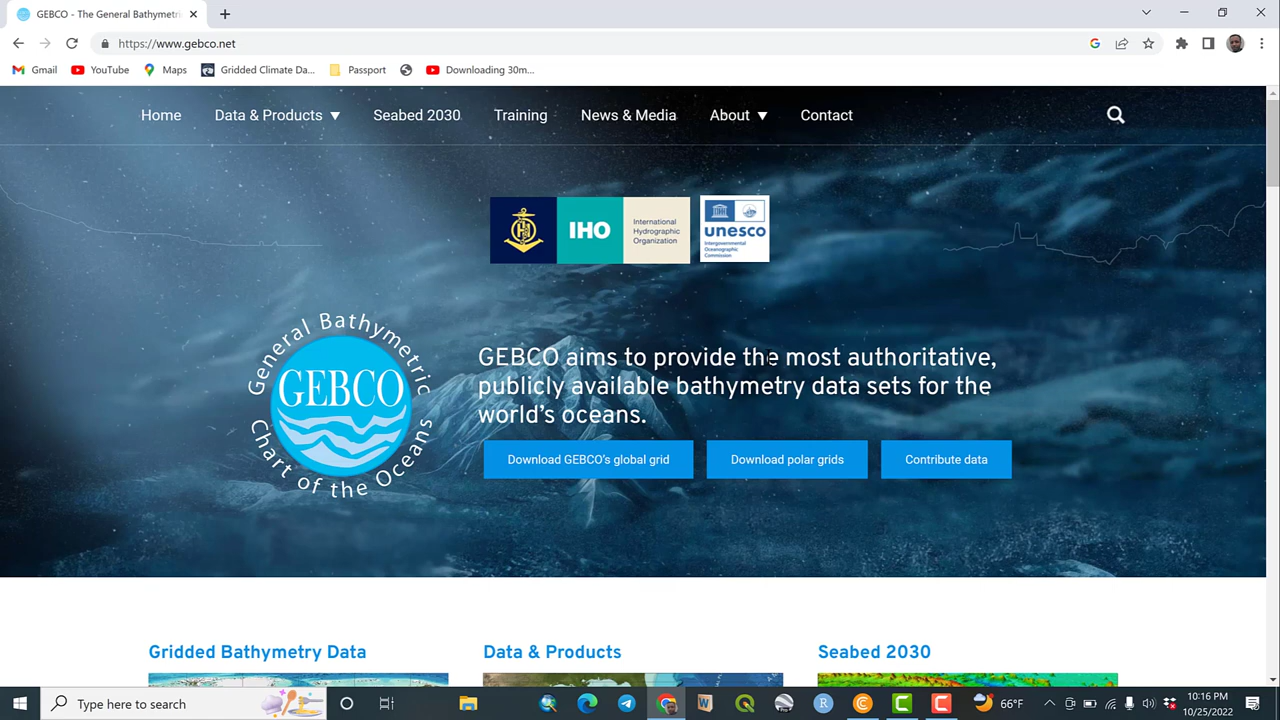 GEBCO - The General Bathymetri
https://www.gebco.net
Gmail
YouTube
Maps
Gridded Climate Da...
Passport
Downloading 30m...
Home
Data & Products
Seabed 2030
Training
News & Media
About
Contact
IHO
International
Hydrographic
Organization
unesco
Intergovernmental
Oceanographic
Commission
General Bathymetric
GEBCO
Chart of the Oceans
GEBCO aims to provide the most authoritative,
publicly available bathymetry data sets for the
world's oceans.
Download GEBCO's global grid
Download polar grids
Contribute data
Gridded Bathymetry Data
Data & Products
Seabed 2030
Type here to search
66°F
10:16 PM
10/25/2022